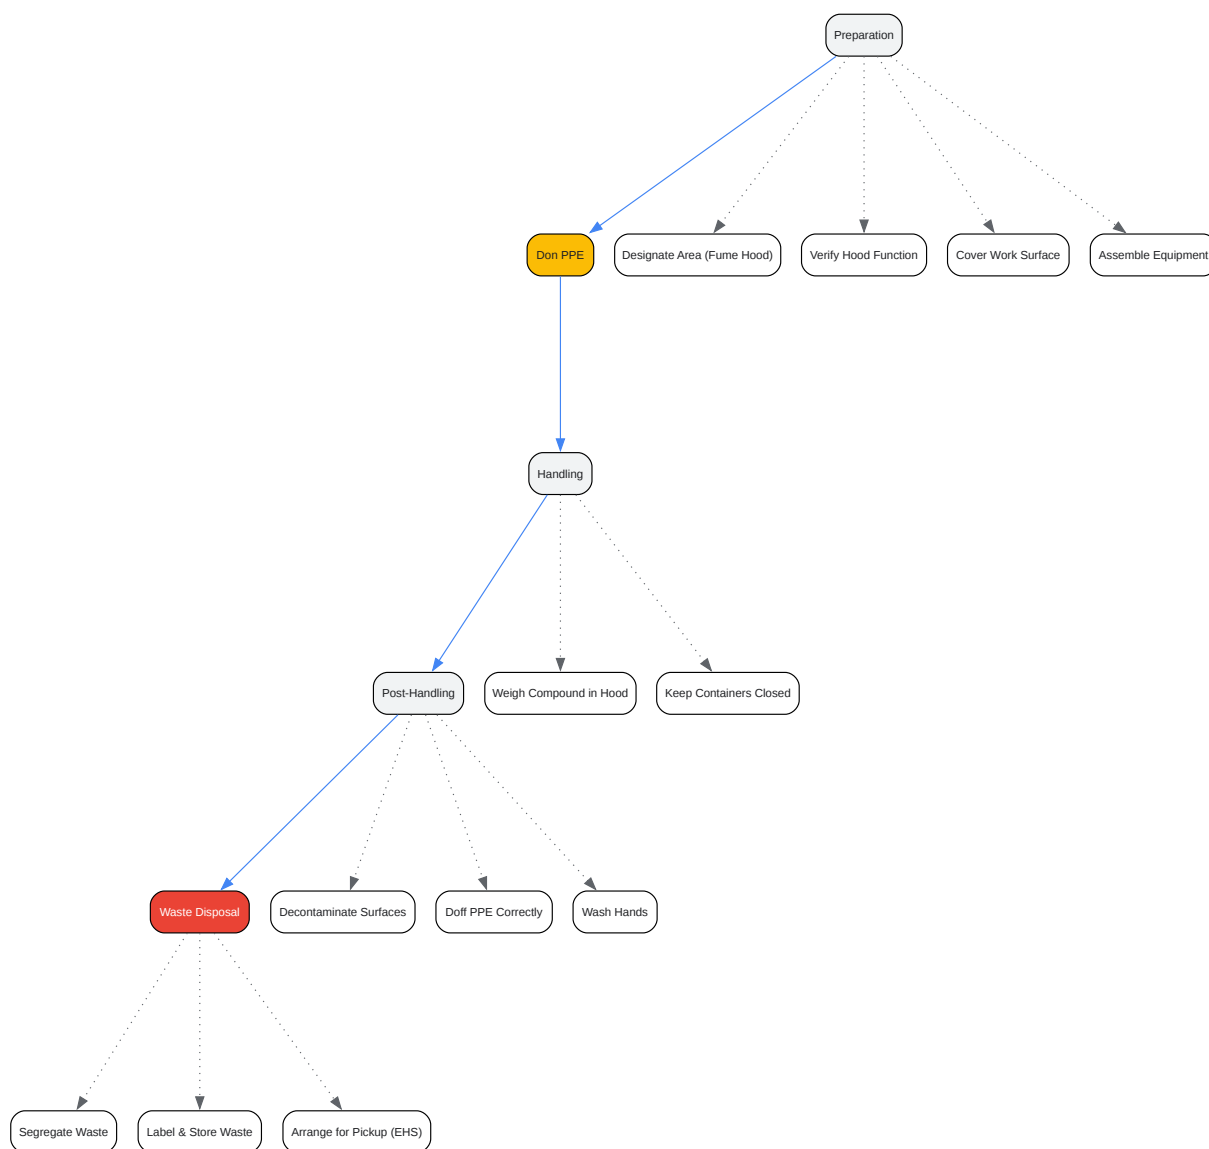 Preparation
Don PPE
Designate Area (Fume Hood)
Verify Hood Function
Cover Work Surface
Assemble Equipment
Handling
Post-Handling
Weigh Compound in Hood
Keep Containers Closed
Waste Disposal
Decontaminate Surfaces
Doff PPE Correctly
Wash Hands
Segregate Waste
Label & Store Waste
Arrange for Pickup (EHS)